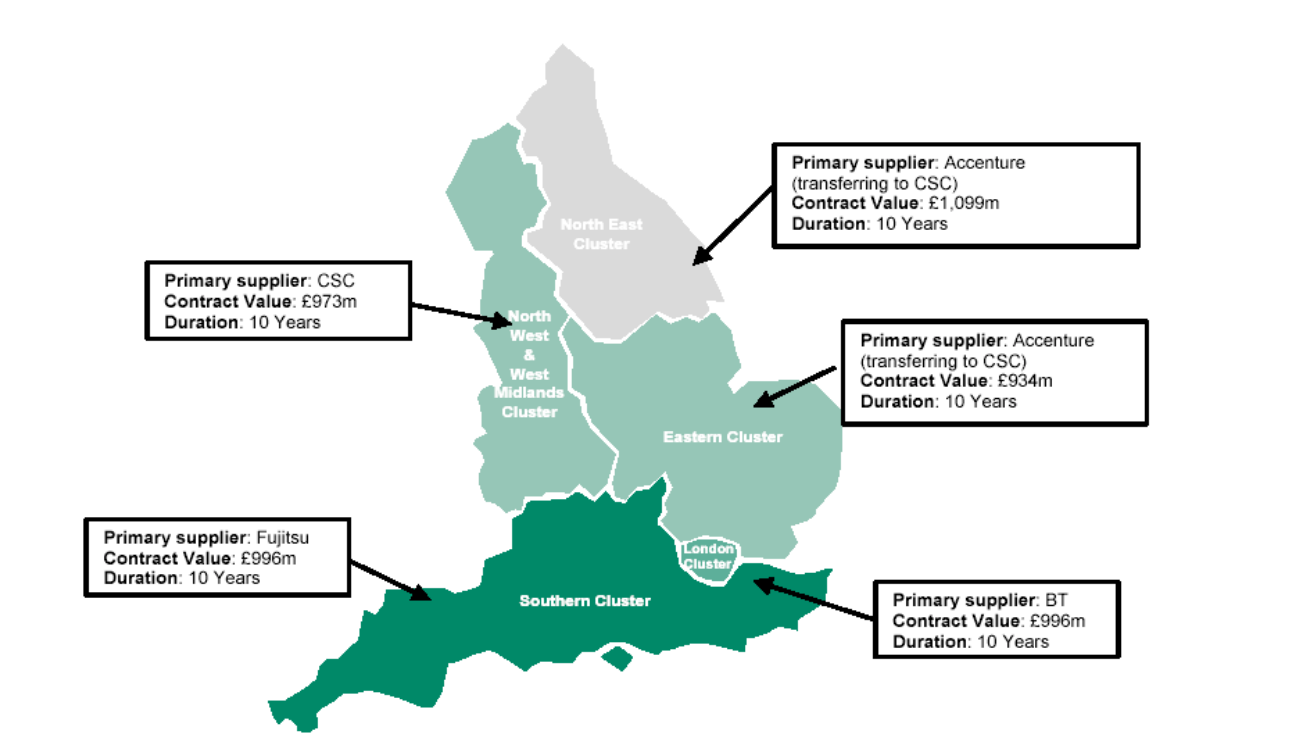 Primary supplier: Accenture
(transferring to CSC)
Contract Value: £1,099m
Duration: 10 Years
North East
Cluster
Primary supplier: CSC
Contract Value: £973m
Duration: 10 Years
North
West
&
West
Midlands
Cluster
Primary supplier: Accenture
(transferring to CSC)
Contract Value: £934m
Duration: 10 Years
Eastern Cluster
Primary supplier: Fujitsu
Contract Value: £996m
Duration: 10 Years
London
Cluster
Southern Cluster
Primary supplier: BT
Contract Value: £996m
Duration: 10 Years